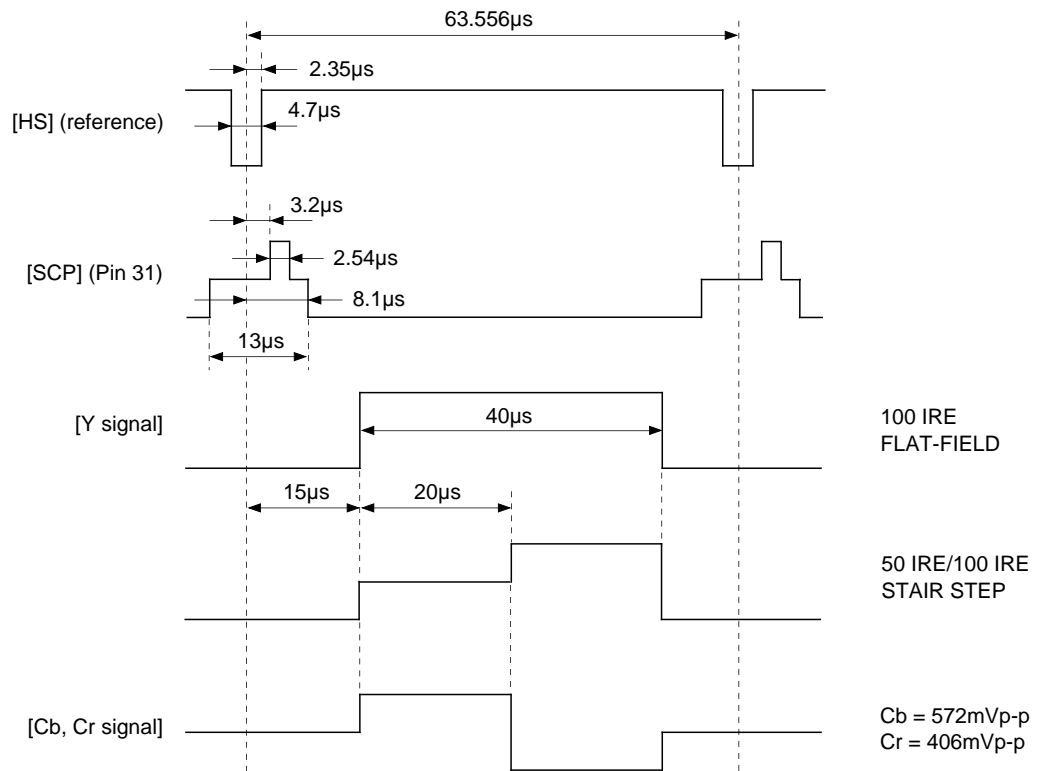 63.556µs
2.35µs
[HS] (reference)
4.7µs
3.2µs
[SCP] (Pin 31)
2.54µs
8.1µs
13µs
[Y signal]
40µs
100 IRE
FLAT-FIELD
15µs
20µs
50 IRE/100 IRE
STAIR STEP
[Cb, Cr signal]
Cb = 572mVp-p
Cr = 406mVp-p